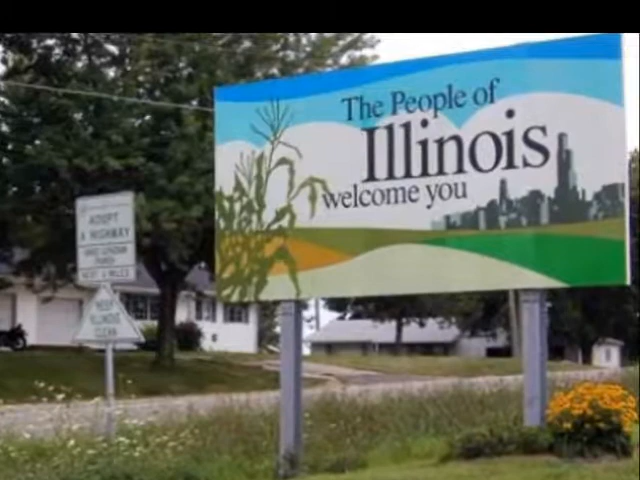 The People of
Illinois
welcome you
ADOPT
A HIGHWAY
NEXT 2 MILES
KEEP
ILLINOIS
CLEAN